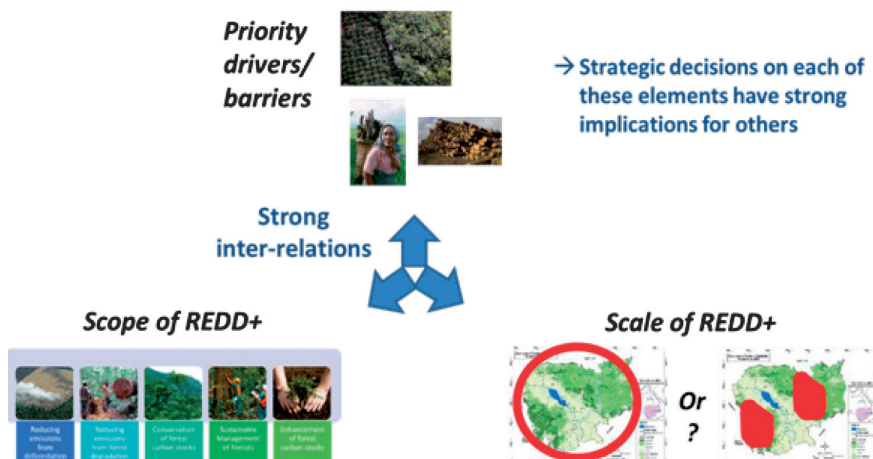 Priority
drivers/
barriers
→ Strategic decisions on each of
these elements have strong
implications for others
Strong
inter-relations
Scope of REDD+
Scale of REDD+
Or
?
Reducing
emissions
from
deforestation
Reducing
emissions
from forest
degradation
Conservation
of forest
carbon stocks
Sustainable
Management
of Forests
Enhancement
of forest
carbon stocks